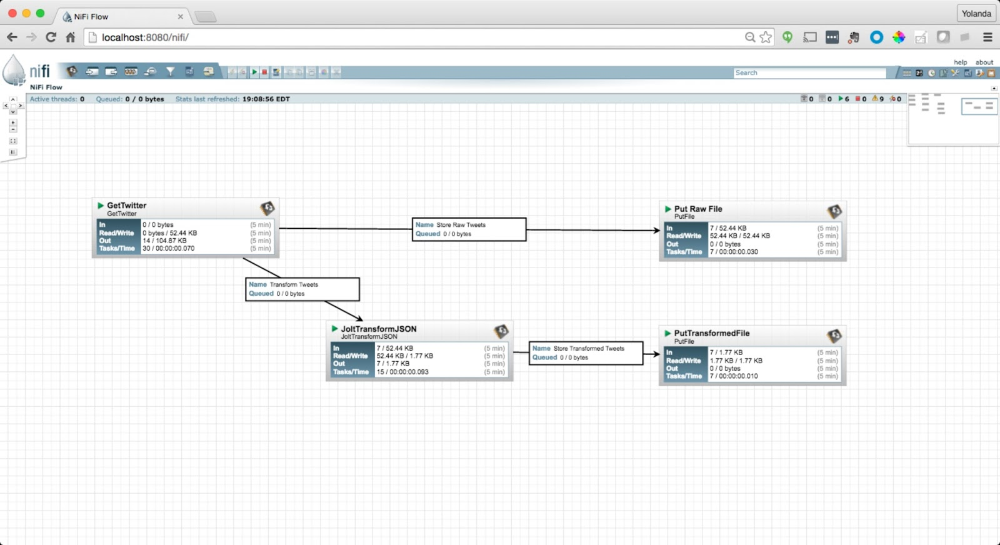 NiFi Flow
Yolanda
localhost:8080/nifi/
nifi
help about
Search
NiFi Flow
Active threads: 0 Queued: 0 / 0 bytes Stats last refreshed: 19:08:56 EDT
0 0 6 0 9 0
GetTwitter
GetTwitter
In 0 / 0 bytes (5 min)
Read/Write 0 bytes / 52.44 KB (5 min)
Out 14 / 104.87 KB (5 min)
Tasks/Time 30 / 00:00:00.070 (5 min)
Name Store Raw Tweets
Queued 0 / 0 bytes
Put Raw File
PutFile
In 7 / 52.44 KB (5 min)
Read/Write 52.44 KB / 52.44 KB (5 min)
Out 0 / 0 bytes (5 min)
Tasks/Time 7 / 00:00:00.030 (5 min)
Name Transform Tweets
Queued 0 / 0 bytes
JoltTransformJSON
JoltTransformJSON
In 7 / 52.44 KB (5 min)
Read/Write 52.44 KB / 1.77 KB (5 min)
Out 7 / 1.77 KB (5 min)
Tasks/Time 15 / 00:00:00.093 (5 min)
Name Store Transformed Tweets
Queued 0 / 0 bytes
PutTransformedFile
PutFile
In 7 / 1.77 KB (5 min)
Read/Write 1.77 KB / 1.77 KB (5 min)
Out 0 / 0 bytes (5 min)
Tasks/Time 7 / 00:00:00.010 (5 min)